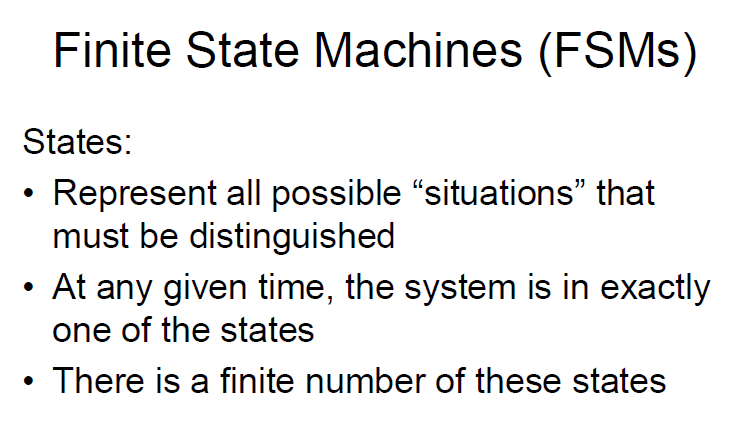 Finite State Machines (FSMs)
States:
• Represent all possible “situations” that
must be distinguished
• At any given time, the system is in exactly
one of the states
• There is a finite number of these states